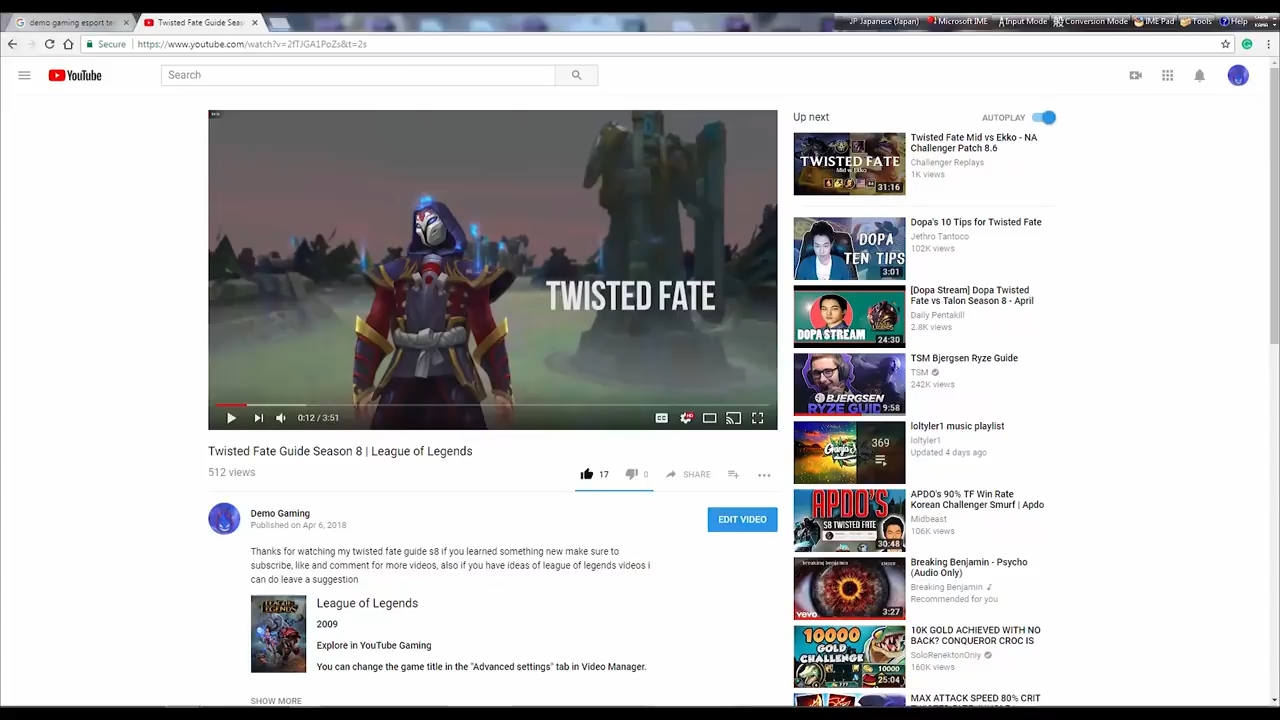 demo gaming esport te
Twisted Fate Guide Seas
JP Japanese (Japan)
Microsoft IME
Input Mode
Conversion Mode
IME Pad
Tools
Help
CAPS
KANA
Secure
https://www.youtube.com/watch?v=2fTJGA1PoZs&t=2s
YouTube
Search
TWISTED FATE
0:12 / 3:51
CC
HD
Twisted Fate Guide Season 8 | League of Legends
512 views
17
0
SHARE
Demo Gaming
Published on Apr 6, 2018
EDIT VIDEO
Thanks for watching my twisted fate guide s8 if you learned something new make sure to
subscribe, like and comment for more videos, also if you have ideas of league of legends videos i
can do leave a suggestion
League of Legends
2009
Explore in YouTube Gaming
You can change the game title in the "Advanced settings" tab in Video Manager.
SHOW MORE
Up next
AUTOPLAY
TWISTED FATE
Mid vs Ekko
31:16
Twisted Fate Mid vs Ekko - NA
Challenger Patch 8.6
Challenger Replays
1K views
DOPA
TEN TIPS
3:01
Dopa's 10 Tips for Twisted Fate
Jethro Tantoco
102K views
DOPA STREAM
24:30
[Dopa Stream] Dopa Twisted
Fate vs Talon Season 8 - April
Daily Pentakill
2.8K views
BJERGSEN
RYZE GUID
9:58
TSM Bjergsen Ryze Guide
TSM
242K views
369
loltyler1 music playlist
loltyler1
Updated 4 days ago
APDO'S
S8 TWISTED FATE
30:48
APDO's 90% TF Win Rate
Korean Challenger Smurf | Apdo
Midbeast
106K views
breaking benjamin
vevo
3:27
Breaking Benjamin - Psycho
(Audio Only)
Breaking Benjamin
Recommended for you
10000
GOLD
CHALLENGE
10000
25:04
10K GOLD ACHIEVED WITH NO
BACK? CONQUEROR CROC IS
SoloRenektonOnly
160K views
MAX ATTACK SPEED 80% CRIT